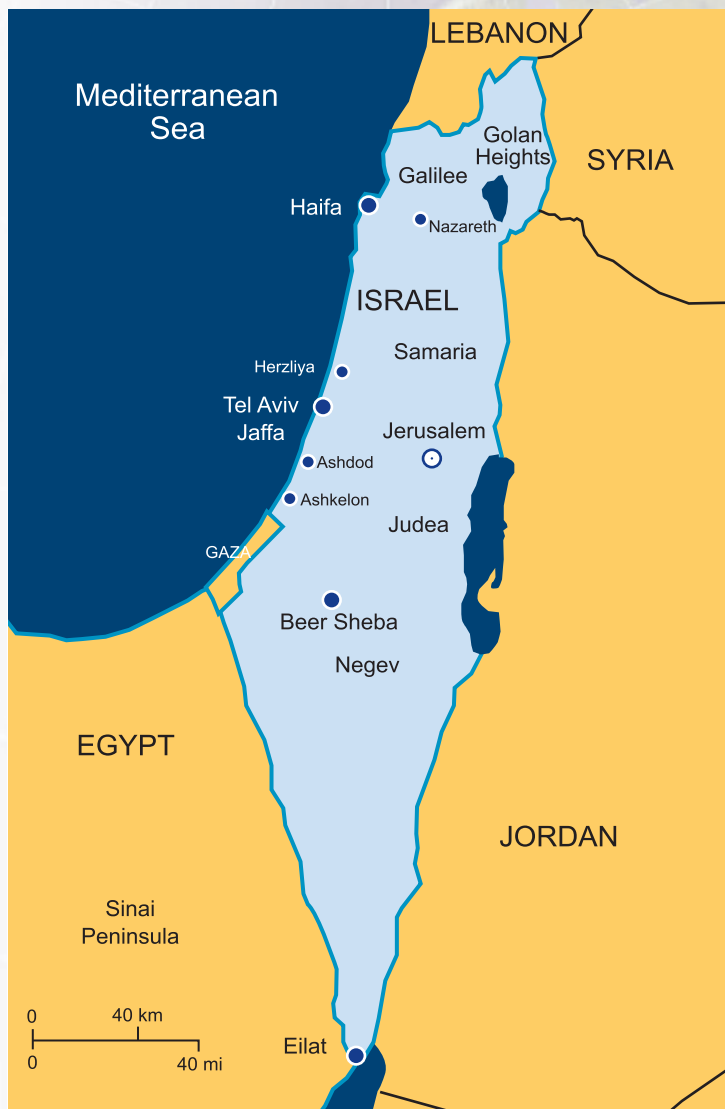 LEBANON
Mediterranean
Sea
Golan
Heights
SYRIA
Galilee
Haifa
Nazareth
ISRAEL
Samaria
Herzliya
Tel Aviv
Jaffa
Jerusalem
Ashdod
Ashkelon
Judea
GAZA
Beer Sheba
Negev
EGYPT
JORDAN
Sinai
Peninsula
0 40 km
Eilat
0 40 mi